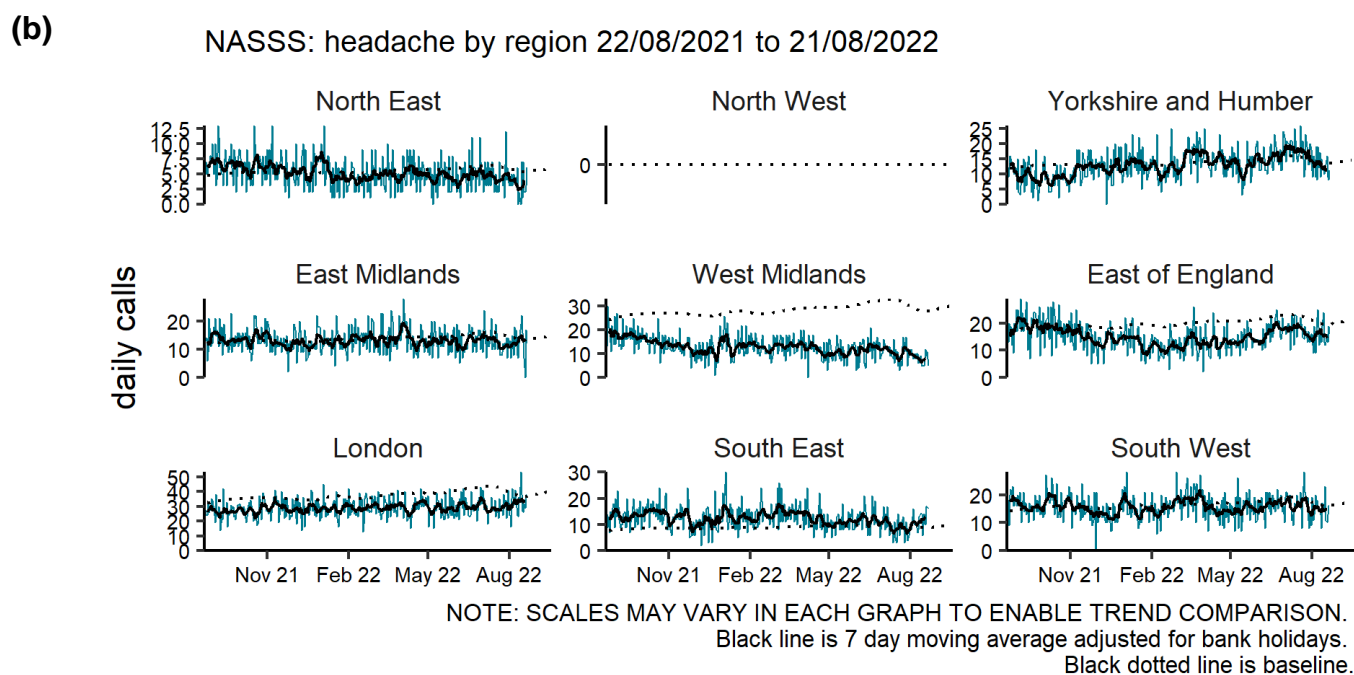 (b)
NASSS: headache by region 22/08/2021 to 21/08/2022
North East
North West
Yorkshire and Humber
12.5
10.0
7.5
5.0
2.5
0.0
0
25
20
15
10
5
0
daily calls
East Midlands
West Midlands
East of England
20
10
0
30
20
10
0
20
10
0
London
South East
South West
50
40
30
20
10
0
30
20
10
0
20
10
0
Nov 21 Feb 22 May 22 Aug 22
Nov 21 Feb 22 May 22 Aug 22
Nov 21 Feb 22 May 22 Aug 22
NOTE: SCALES MAY VARY IN EACH GRAPH TO ENABLE TREND COMPARISON.
Black line is 7 day moving average adjusted for bank holidays.
Black dotted line is baseline.